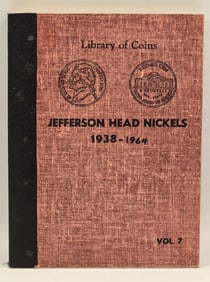 Library of Coins
JEFFERSON HEAD NICKELS
1938-1964
VOL. 7